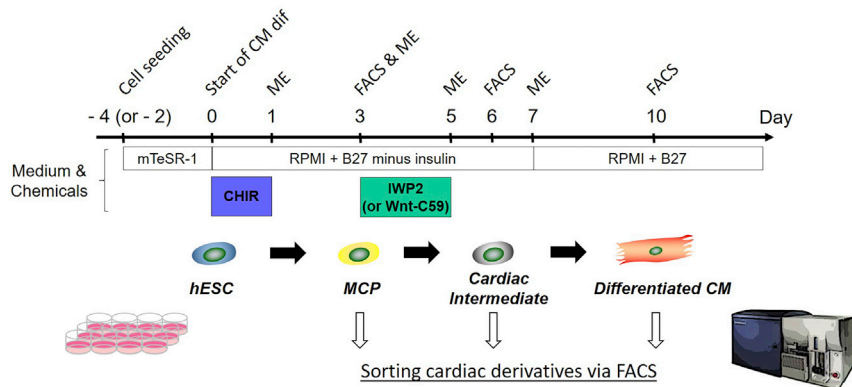 Cell seeding
Start of CM dif
ME
FACS & ME
ME
FACS
ME
FACS
- 4 (or - 2) 0 1 3 5 6 7 10 Day
Medium &
Chemicals
mTeSR-1
RPMI + B27 minus insulin
RPMI + B27
CHIR
IWP2
(or Wnt-C59)
hESC
MCP
Cardiac
Intermediate
Differentiated CM
Sorting cardiac derivatives via FACS